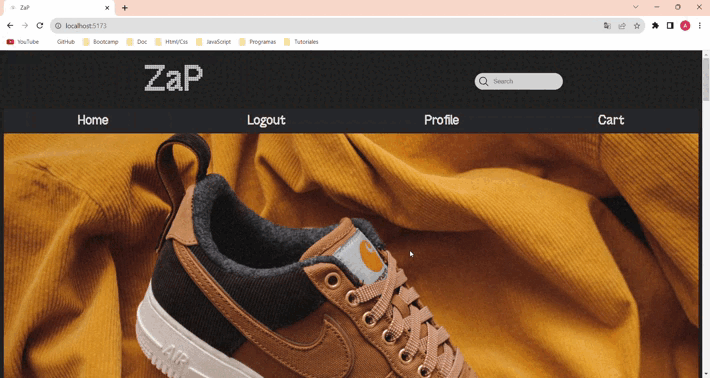 ZaP
localhost:5173
YouTube GitHub Bootcamp Doc Html/Css JavaScript Programas Tutoriales
ZaP
Search
Home Logout Profile Cart
AIR